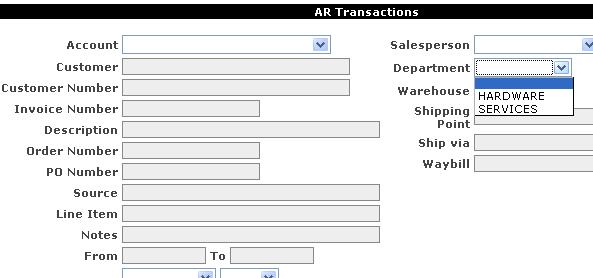 AR Transactions
Account
Customer
Customer Number
Invoice Number
Description
Order Number
PO Number
Source
Line Item
Notes
From To
Salesperson
Department
HARDWARE
SERVICES
Warehouse
Shipping
Point
Ship via
Waybill